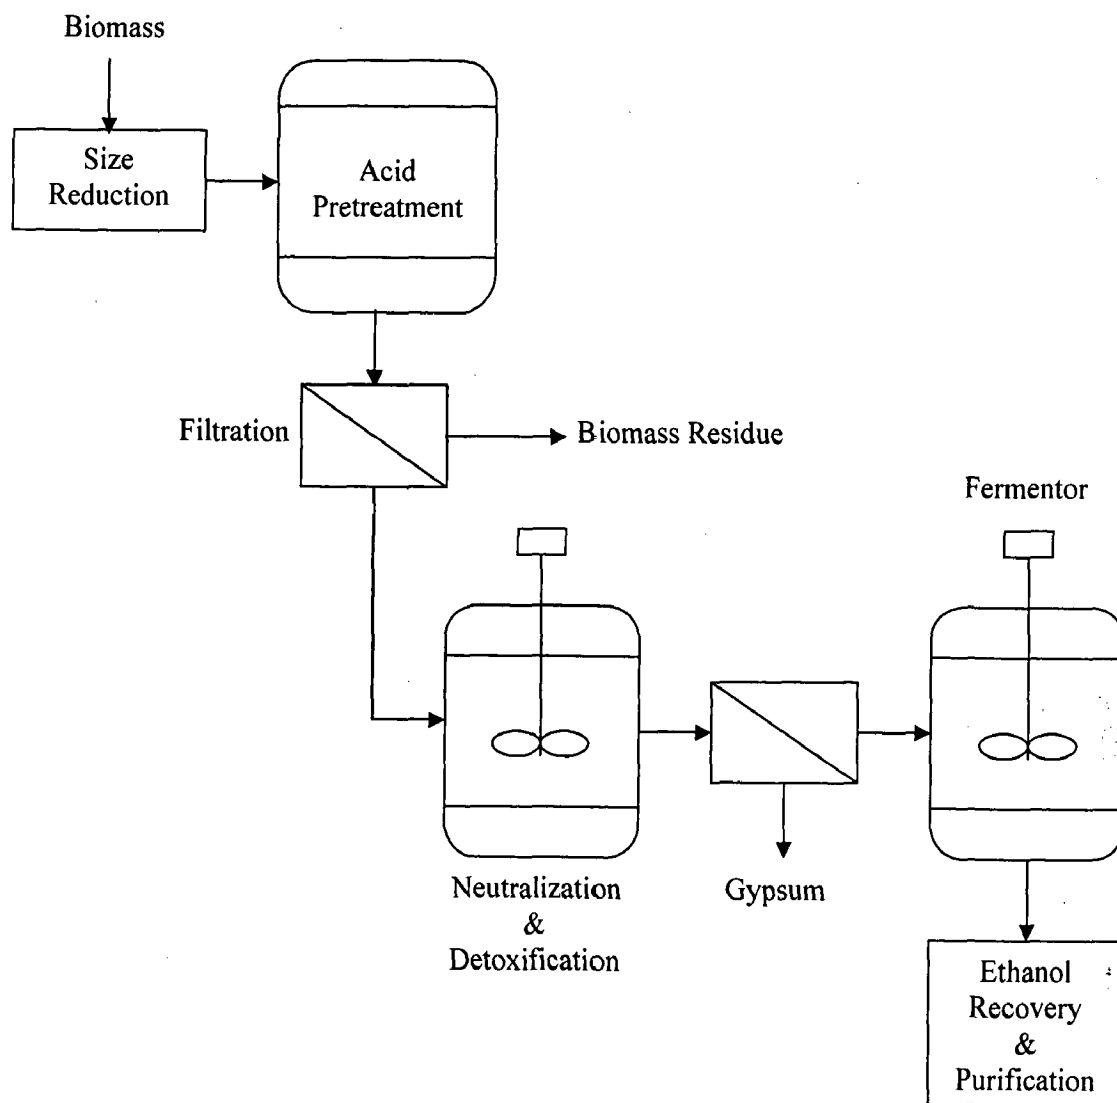 Biomass
Size
Reduction
Acid
Pretreatment
Filtration
Biomass Residue
Fermentor
Neutralization
&
Detoxification
Gypsum
Ethanol
Recovery
&
Purification